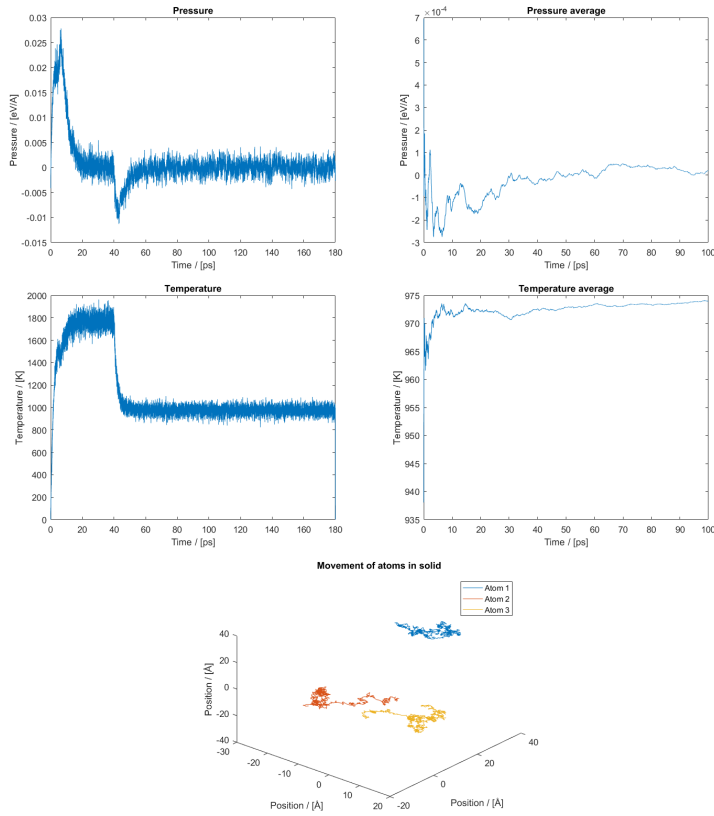 Pressure
0.03
0.025
0.02
0.015
0.01
0.005
0
-0.005
-0.01
-0.015
Pressure / [eV/A]
0 20 40 60 80 100 120 140 160 180
Time / [ps]
Pressure average
×10⁻⁴
7
6
5
4
3
2
1
0
-1
-2
-3
Pressure / [eV/A]
0 10 20 30 40 50 60 70 80 90 100
Time / [ps]
Temperature
2000
1800
1600
1400
1200
1000
800
600
400
200
0
Temperature / [K]
0 20 40 60 80 100 120 140 160 180
Time / [ps]
Temperature average
975
970
965
960
955
950
945
940
935
Temperature / [K]
0 10 20 30 40 50 60 70 80 90 100
Time / [ps]
Movement of atoms in solid
Atom 1
Atom 2
Atom 3
40
20
0
-20
-40
Position / [Å]
-30
-20
-10
0
10
20
Position / [Å]
-20
0
20
40
Position / [Å]